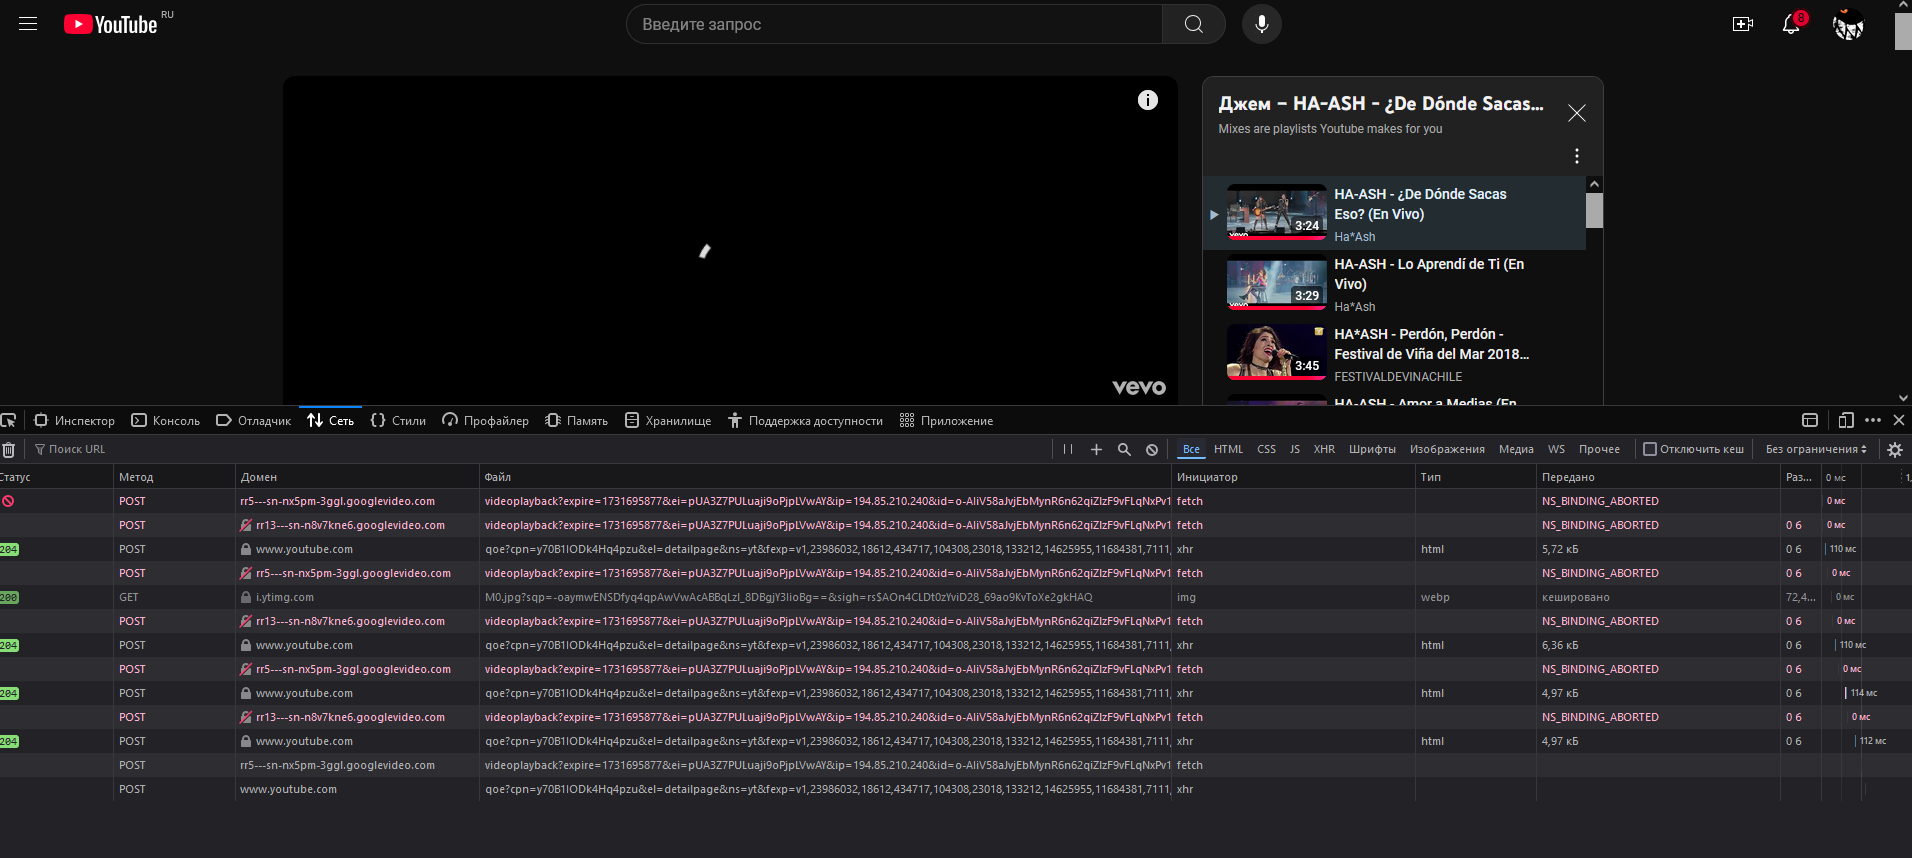 YouTube RU
Введите запрос
8
Джем – HA-ASH - ¿De Dónde Sacas...
Mixes are playlists Youtube makes for you
HA-ASH - ¿De Dónde Sacas
Eso? (En Vivo)
Ha*Ash
3:24
HA-ASH - Lo Aprendí de Ti (En
Vivo)
Ha*Ash
3:29
HA*ASH - Perdón, Perdón -
Festival de Viña del Mar 2018...
FESTIVALDEVINACHILE
3:45
HA-ASH - Amor a Medias (En
vevo
Инспектор Консоль Отладчик Сеть Стили Профайлер Память Хранилище Поддержка доступности Приложение
Поиск URL Все HTML CSS JS XHR Шрифты Изображения Медиа WS Прочее Отключить кеш Без ограничения
Статус Метод Домен Файл Инициатор Тип Передано Раз... 0 мс
POST rr5---sn-nx5pm-3ggl.googlevideo.com videoplayback?expire=1731695877&ei=pUA3Z7PULuaji9oPjpLVwAY&ip=194.85.210.240&id=o-AliV58aJvjEbMynR6n62qiZIzF9vFLqNxPv1 fetch NS_BINDING_ABORTED 0 мс
POST rr13---sn-n8v7kne6.googlevideo.com videoplayback?expire=1731695877&ei=pUA3Z7PULuaji9oPjpLVwAY&ip=194.85.210.240&id=o-AliV58aJvjEbMynR6n62qiZIzF9vFLqNxPv1 fetch NS_BINDING_ABORTED 0 б 0 мс
204 POST www.youtube.com qoe?cpn=y70B1IODk4Hq4pzu&el=detailpage&ns=yt&fexp=v1,23986032,18612,434717,104308,23018,133212,14625955,11684381,7111, xhr html 5,72 кБ 0 б 110 мс
POST rr5---sn-nx5pm-3ggl.googlevideo.com videoplayback?expire=1731695877&ei=pUA3Z7PULuaji9oPjpLVwAY&ip=194.85.210.240&id=o-AliV58aJvjEbMynR6n62qiZIzF9vFLqNxPv1 fetch NS_BINDING_ABORTED 0 б 0 мс
200 GET i.ytimg.com M0.jpg?sqp=-oaymwENSDfyq4qpAwVwAcABBqLzl_8DBgjY3lioBg==&sigh=rs$AOn4CLDt0zYviD28_69ao9KvToXe2gkHAQ img webp кешировано 72,4... 0 мс
POST rr13---sn-n8v7kne6.googlevideo.com videoplayback?expire=1731695877&ei=pUA3Z7PULuaji9oPjpLVwAY&ip=194.85.210.240&id=o-AliV58aJvjEbMynR6n62qiZIzF9vFLqNxPv1 fetch NS_BINDING_ABORTED 0 б 0 мс
204 POST www.youtube.com qoe?cpn=y70B1IODk4Hq4pzu&el=detailpage&ns=yt&fexp=v1,23986032,18612,434717,104308,23018,133212,14625955,11684381,7111, xhr html 6,36 кБ 0 б 110 мс
POST rr5---sn-nx5pm-3ggl.googlevideo.com videoplayback?expire=1731695877&ei=pUA3Z7PULuaji9oPjpLVwAY&ip=194.85.210.240&id=o-AliV58aJvjEbMynR6n62qiZIzF9vFLqNxPv1 fetch NS_BINDING_ABORTED 0 б 0 мс
204 POST www.youtube.com qoe?cpn=y70B1IODk4Hq4pzu&el=detailpage&ns=yt&fexp=v1,23986032,18612,434717,104308,23018,133212,14625955,11684381,7111, xhr html 4,97 кБ 0 б 114 мс
POST rr13---sn-n8v7kne6.googlevideo.com videoplayback?expire=1731695877&ei=pUA3Z7PULuaji9oPjpLVwAY&ip=194.85.210.240&id=o-AliV58aJvjEbMynR6n62qiZIzF9vFLqNxPv1 fetch NS_BINDING_ABORTED 0 б 0 мс
204 POST www.youtube.com qoe?cpn=y70B1IODk4Hq4pzu&el=detailpage&ns=yt&fexp=v1,23986032,18612,434717,104308,23018,133212,14625955,11684381,7111, xhr html 4,97 кБ 0 б 112 мс
POST rr5---sn-nx5pm-3ggl.googlevideo.com videoplayback?expire=1731695877&ei=pUA3Z7PULuaji9oPjpLVwAY&ip=194.85.210.240&id=o-AliV58aJvjEbMynR6n62qiZIzF9vFLqNxPv1 fetch
POST www.youtube.com qoe?cpn=y70B1IODk4Hq4pzu&el=detailpage&ns=yt&fexp=v1,23986032,18612,434717,104308,23018,133212,14625955,11684381,7111, xhr